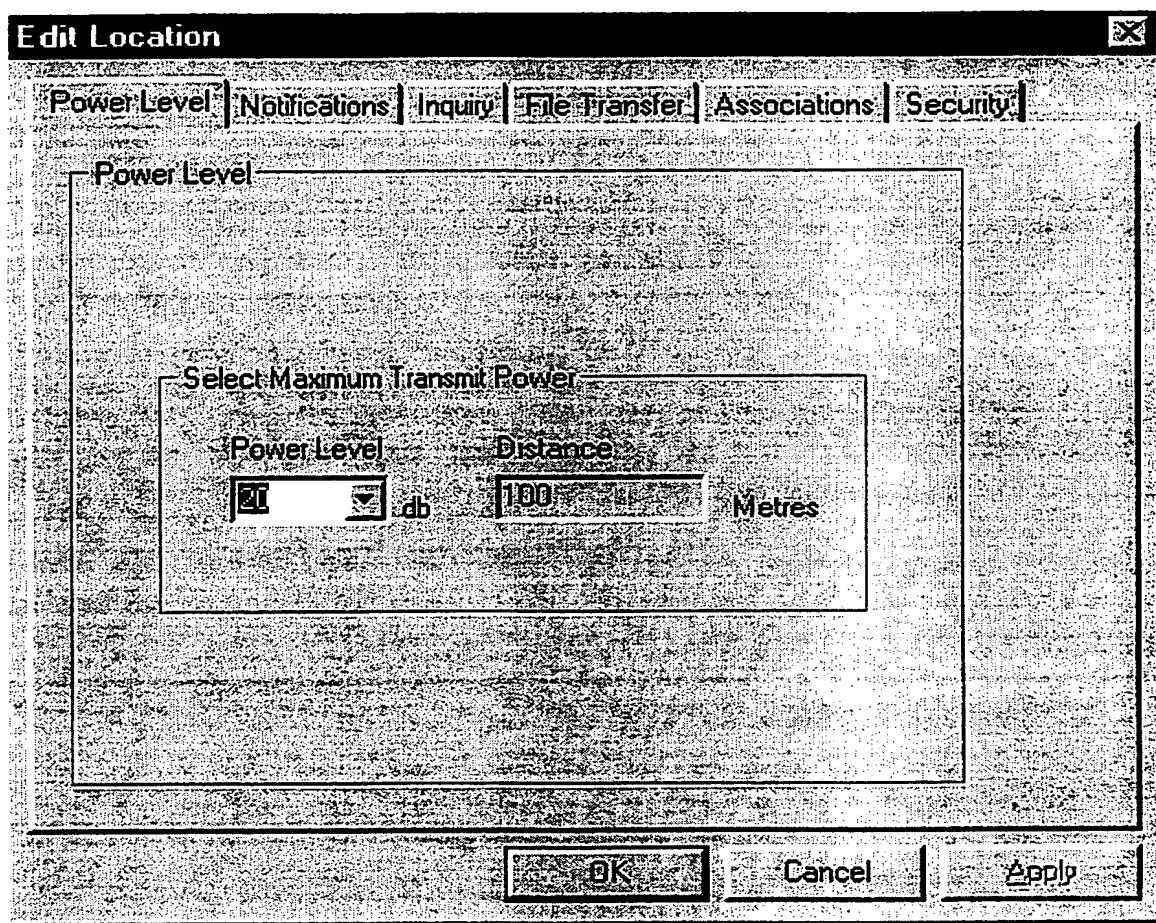 Edit Location
Power Level Notifications Inquiry File Transfer Associations Security
Power Level
Select Maximum Transmit Power
Power Level Distance
20 db 100 Metres
OK Cancel Apply